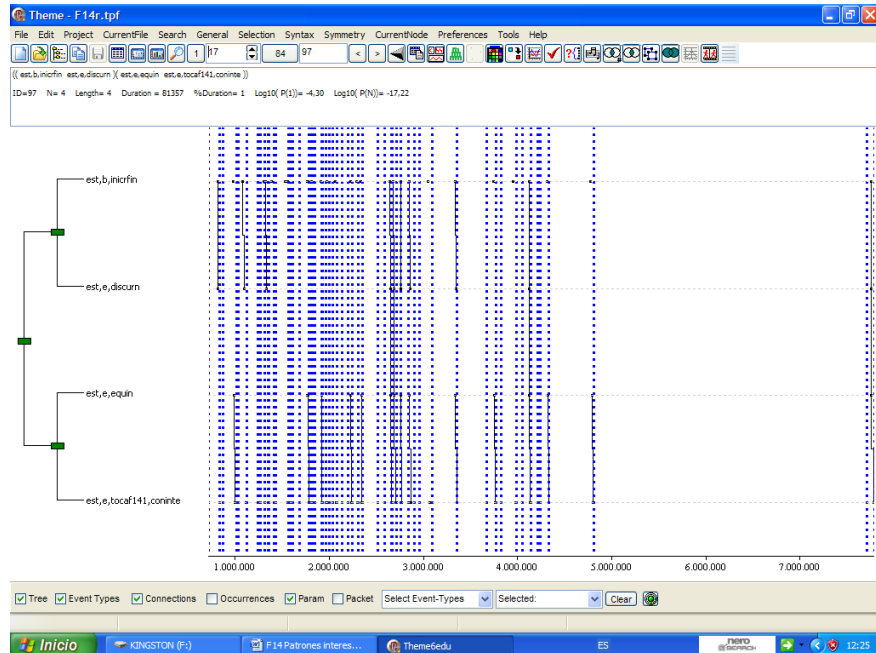 Theme - F14r.tpf
File Edit Project CurrentFile Search General Selection Syntax Symmetry CurrentNode Preferences Tools Help
1 17 84 97 < >
(( est,b,inicrfin est,e,discurn )( est,e,equin est,e,tocaf141,coninte ))
ID=97 N= 4 Length= 4 Duration = 81357 %Duration= 1 Log10( P(1))= -4,30 Log10( P(N))= -17,22
est,b,inicrfin
est,e,discurn
est,e,equin
est,e,tocaf141,coninte
1.000.000 2.000.000 3.000.000 4.000.000 5.000.000 6.000.000 7.000.000
Tree Event Types Connections Occurrences Param Packet Select Event-Types Selected: Clear
Inicio KINGSTON (F:) F14 Patrones interes... Theme6edu ES nero SEARCH 12:25